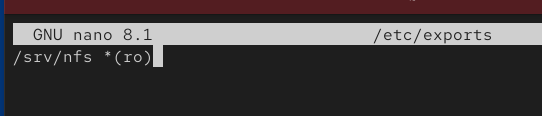 GNU nano 8.1 /etc/exports
/srv/nfs *(ro)